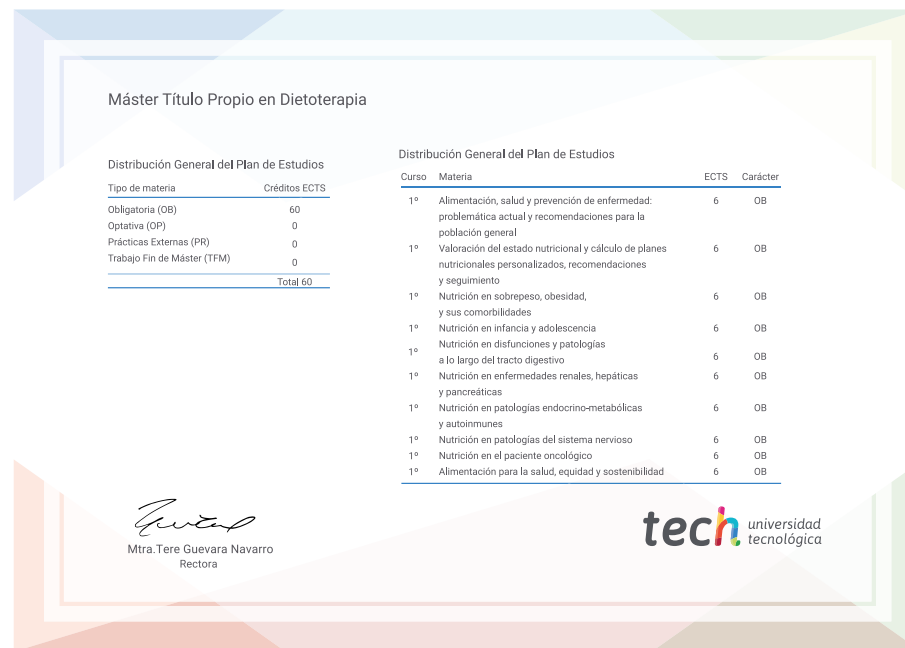 Máster Título Propio en Dietoterapia
Distribución General del Plan de Estudios
Tipo de materia Créditos ECTS
Obligatoria (OB) 60
Optativa (OP) 0
Prácticas Externas (PR) 0
Trabajo Fin de Máster (TFM) 0
Total 60
Distribución General del Plan de Estudios
Curso Materia ECTS Carácter
1º Alimentación, salud y prevención de enfermedad: 6 OB
problemática actual y recomendaciones para la
población general
1º Valoración del estado nutricional y cálculo de planes 6 OB
nutricionales personalizados, recomendaciones
y seguimiento
1º Nutrición en sobrepeso, obesidad, 6 OB
y sus comorbilidades
1º Nutrición en infancia y adolescencia 6 OB
1º Nutrición en disfunciones y patologías
a lo largo del tracto digestivo 6 OB
1º Nutrición en enfermedades renales, hepáticas 6 OB
y pancreáticas
1º Nutrición en patologías endocrino-metabólicas 6 OB
y autoinmunes
1º Nutrición en patologías del sistema nervioso 6 OB
1º Nutrición en el paciente oncológico 6 OB
1º Alimentación para la salud, equidad y sostenibilidad 6 OB
Mtra.Tere Guevara Navarro
Rectora
tech universidad
tecnológica